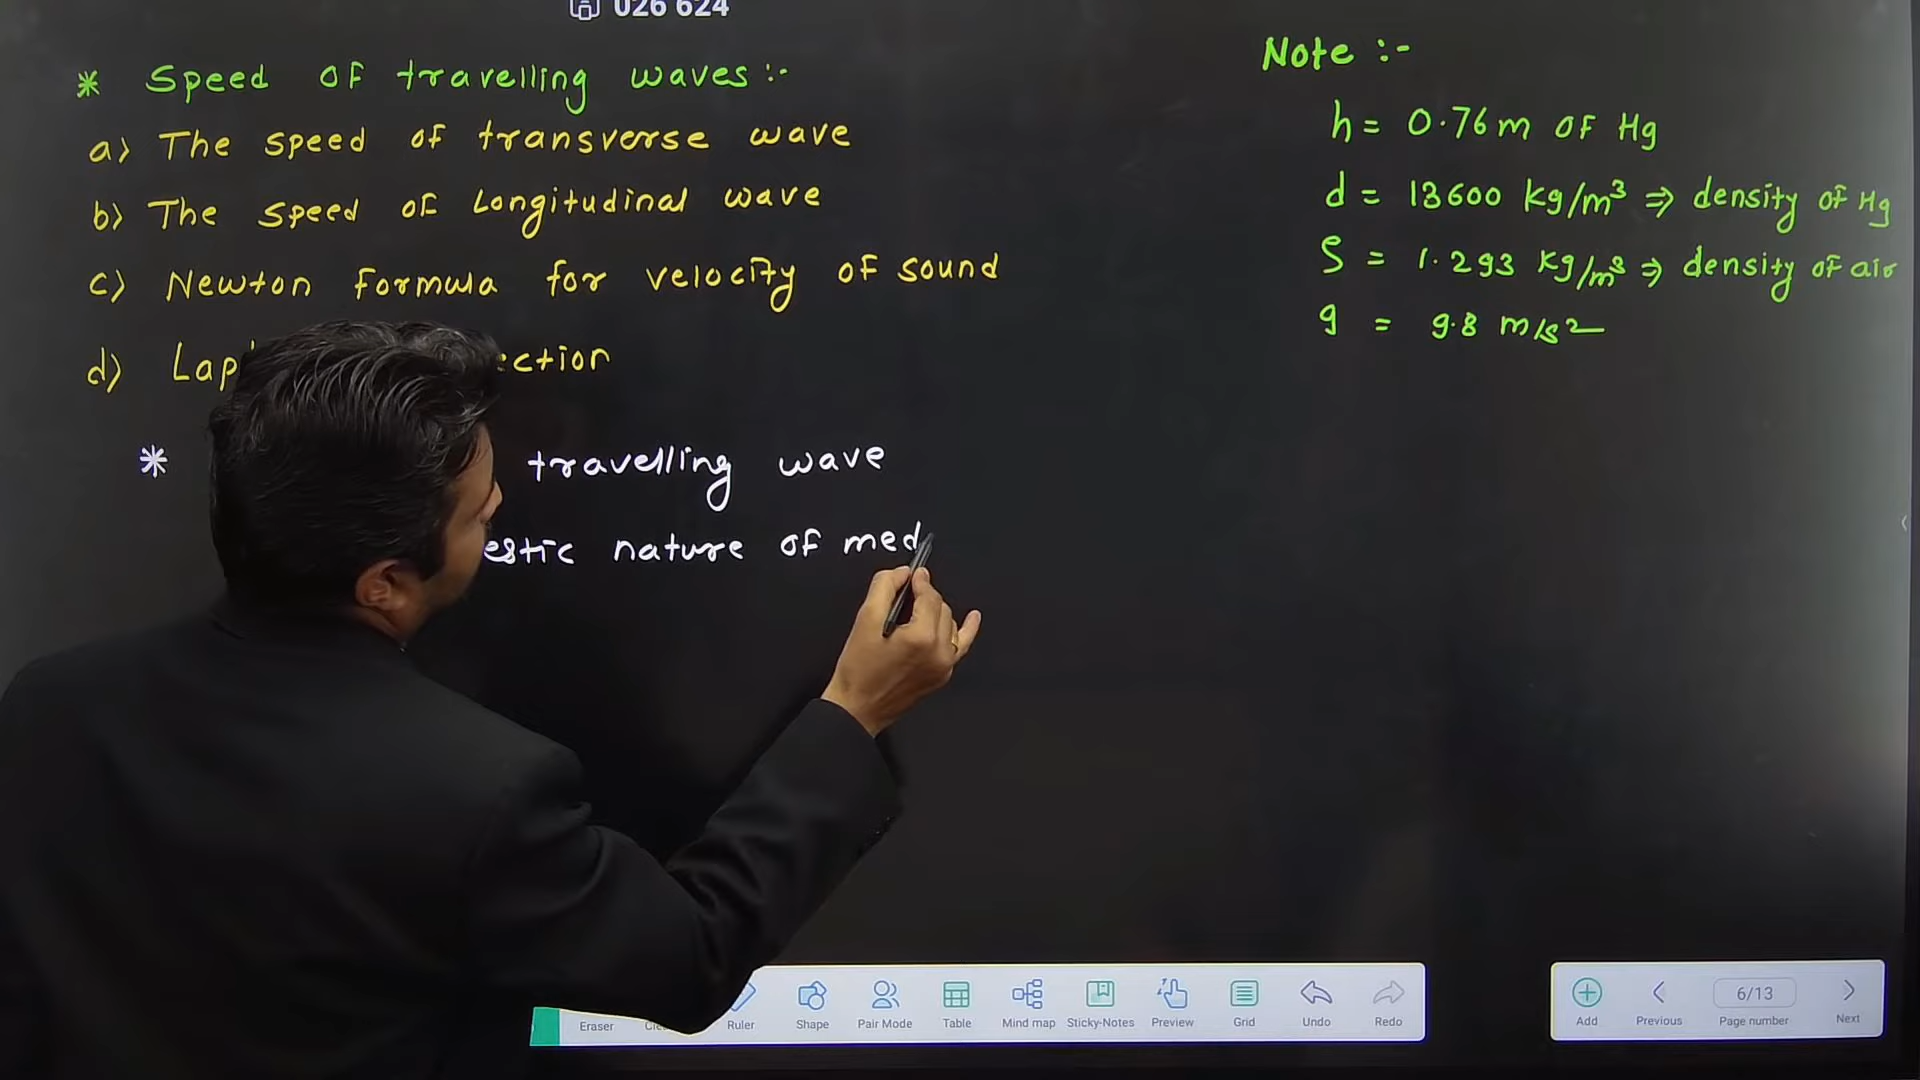 026 624
* Speed of travelling waves:-
a) The speed of transverse wave
b) The speed of Longitudinal wave
c) Newton formula for velocity of sound
d) Lap ection
* travelling wave
estic nature of med
Note :-
h = 0.76m of Hg
d = 13600 kg/m³ ⇒ density of Hg
ρ = 1.293 kg/m³ ⇒ density of air
g = 9.8 m/s²
Eraser Ruler Shape Pair Mode Table Mind map Sticky-Notes Preview Grid Undo Redo
Add Previous 6/13 Page number Next